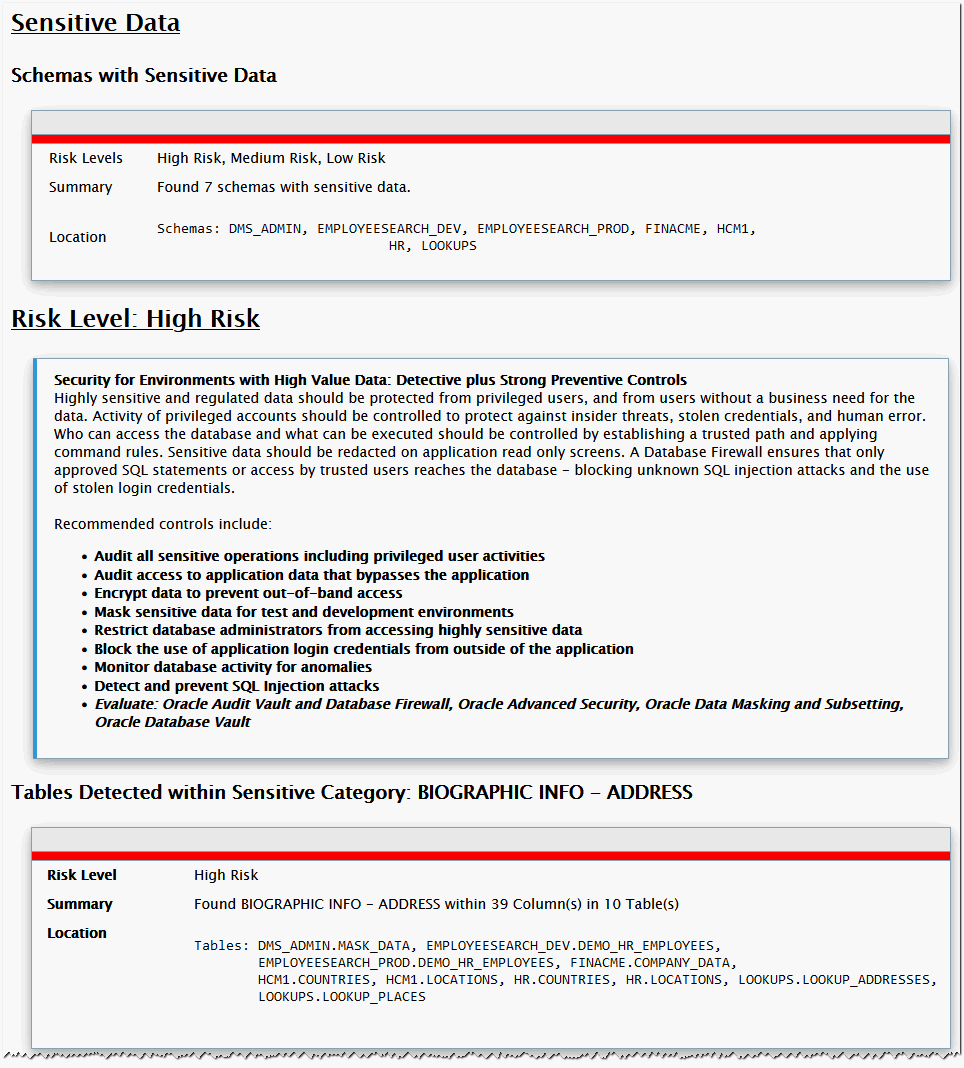 Sensitive Data
Schemas with Sensitive Data
Risk Levels High Risk, Medium Risk, Low Risk
Summary Found 7 schemas with sensitive data.
Location Schemas: DMS_ADMIN, EMPLOYEESEARCH_DEV, EMPLOYEESEARCH_PROD, FINACME, HCM1,
HR, LOOKUPS
Risk Level: High Risk
Security for Environments with High Value Data: Detective plus Strong Preventive Controls
Highly sensitive and regulated data should be protected from privileged users, and from users without a business need for the
data. Activity of privileged accounts should be controlled to protect against insider threats, stolen credentials, and human error.
Who can access the database and what can be executed should be controlled by establishing a trusted path and applying
command rules. Sensitive data should be redacted on application read only screens. A Database Firewall ensures that only
approved SQL statements or access by trusted users reaches the database - blocking unknown SQL injection attacks and the use
of stolen login credentials.
Recommended controls include:
• Audit all sensitive operations including privileged user activities
• Audit access to application data that bypasses the application
• Encrypt data to prevent out-of-band access
• Mask sensitive data for test and development environments
• Restrict database administrators from accessing highly sensitive data
• Block the use of application login credentials from outside of the application
• Monitor database activity for anomalies
• Detect and prevent SQL Injection attacks
• Evaluate: Oracle Audit Vault and Database Firewall, Oracle Advanced Security, Oracle Data Masking and Subsetting,
Oracle Database Vault
Tables Detected within Sensitive Category: BIOGRAPHIC INFO - ADDRESS
Risk Level High Risk
Summary Found BIOGRAPHIC INFO - ADDRESS within 39 Column(s) in 10 Table(s)
Location
Tables: DMS_ADMIN.MASK_DATA, EMPLOYEESEARCH_DEV.DEMO_HR_EMPLOYEES,
EMPLOYEESEARCH_PROD.DEMO_HR_EMPLOYEES, FINACME.COMPANY_DATA,
HCM1.COUNTRIES, HCM1.LOCATIONS, HR.COUNTRIES, HR.LOCATIONS, LOOKUPS.LOOKUP_ADDRESSES,
LOOKUPS.LOOKUP_PLACES